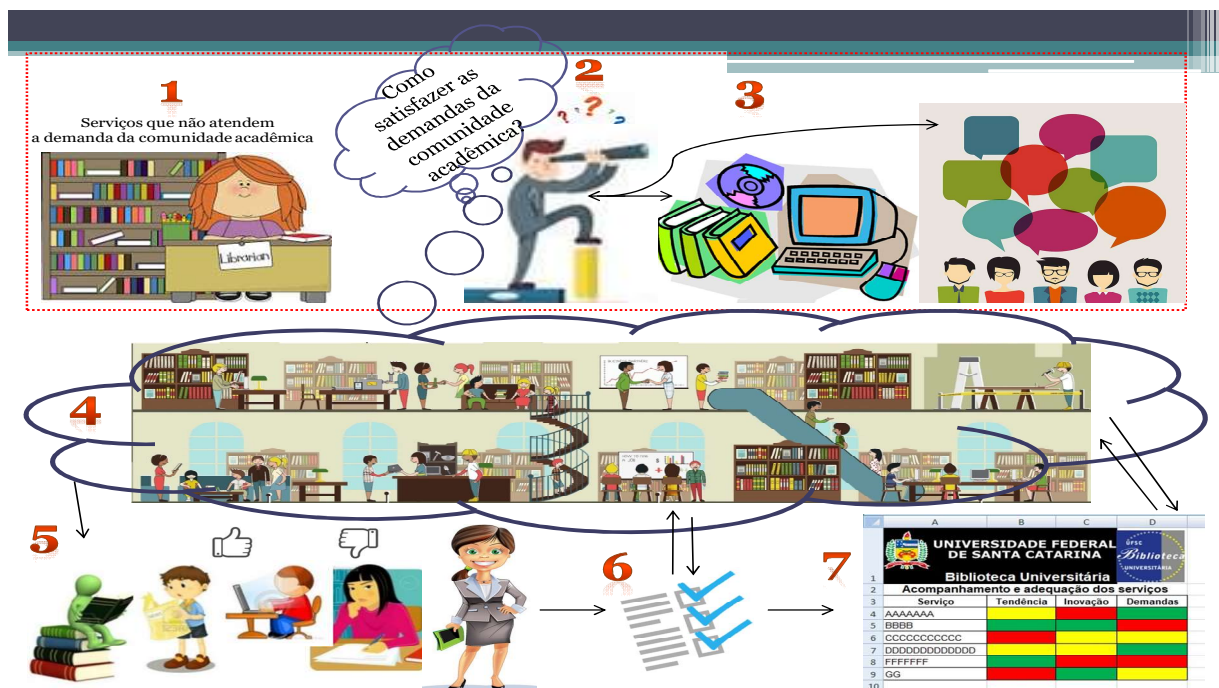 1
Serviços que não atendem
a demanda da comunidade acadêmica
Librarian
Como
satisfazer as
demandas da
comunidade
acadêmica?
2
? ? ?
3
4
5
6
7
A B C D
1
UNIVERSIDADE FEDERAL
DE SANTA CATARINA
Biblioteca Universitária
UFSC
Biblioteca
UNIVERSITÁRIA
2 Acompanhamento e adequação dos serviços
3 Serviço Tendência Inovação Demandas
4 AAAAAAA
5 BBBB
6 CCCCCCCCCCC
7 DDDDDDDDDDDDD
8 FFFFFFF
9 GG
10